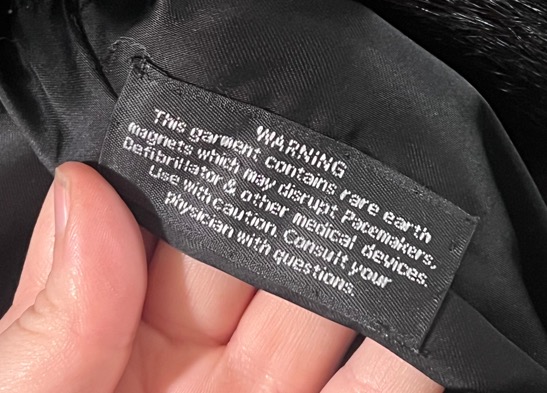 WARNING
This garment contains rare earth
magnets which may disrupt Pacemakers,
Defibrillator & other medical devices.
Use with caution. Consult your
physician with questions.